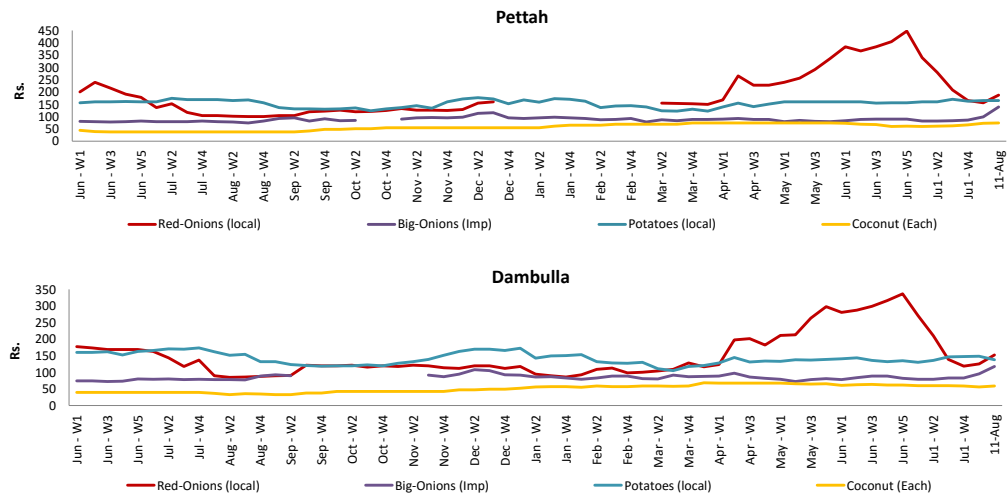 Pettah
450
400
350
300
250
200
150
100
50
0
Rs.
Jun - W1
Jun - W3
Jun - W5
Jul - W2
Jul - W4
Aug - W2
Aug - W4
Sep - W2
Sep - W4
Oct - W2
Oct - W4
Nov - W2
Nov - W4
Dec - W2
Dec - W4
Jan - W2
Jan - W4
Feb - W2
Feb - W4
Mar - W2
Mar - W4
Apr - W1
Apr - W3
May - W1
May - W3
Jun - W1
Jun - W3
Jun - W5
Ju1 - W2
Ju1 - W4
11-Aug
Red-Onions (local)
Big-Onions (Imp)
Potatoes (local)
Coconut (Each)
Dambulla
350
300
250
200
150
100
50
0
Rs.
Jun - W1
Jun - W3
Jun - W5
Jul - W2
Jul - W4
Aug - W2
Aug - W4
Sep - W2
Sep - W4
Oct - W2
Oct - W4
Nov - W2
Nov - W4
Dec - W2
Dec - W4
Jan - W2
Jan - W4
Feb - W2
Feb - W4
Mar - W2
Mar - W4
Apr - W1
Apr - W3
May - W1
May - W3
Jun - W1
Jun - W3
Jun - W5
Ju1 - W2
Ju1 - W4
11-Aug
Red-Onions (local)
Big-Onions (Imp)
Potatoes (local)
Coconut (Each)